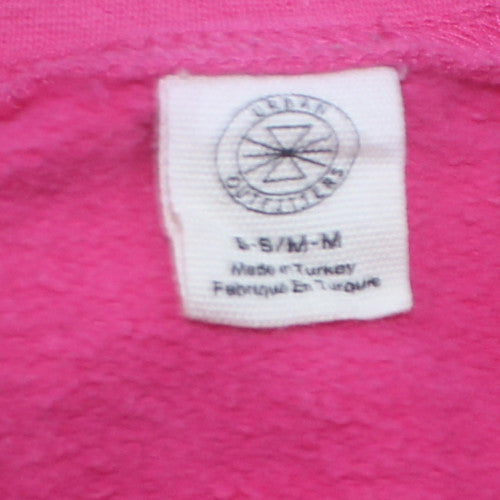 URBAN
OUTFITTERS
-S/M-M
Made in Turkey
Fabriqué En Turquie